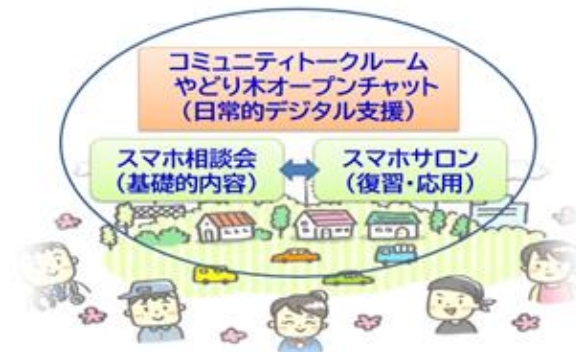 コミュニティトークルーム
やどり木オープンチャット
（日常的デジタル支援）
スマホ相談会
（基礎的内容）
スマホサロン
（復習・応用）